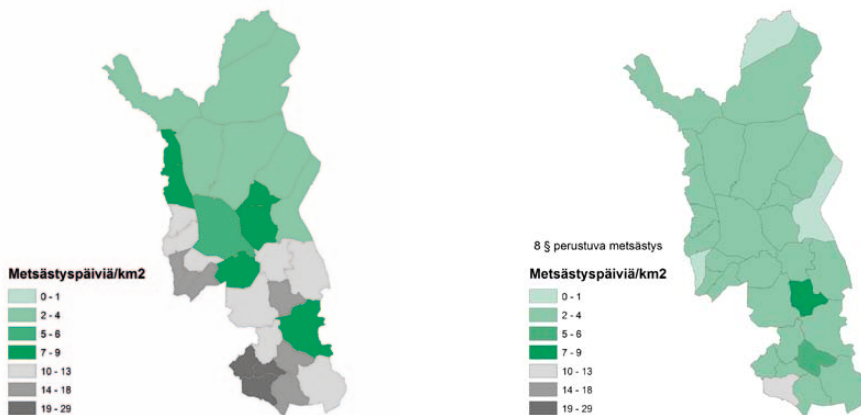 Metsästyspäiviä/km2
0 - 1
2 - 4
5 - 6
7 - 9
10 - 13
14 - 18
19 - 29
8 § perustuva metsästys
Metsästyspäiviä/km2
0 - 1
2 - 4
5 - 6
7 - 9
10 - 13
14 - 18
19 - 29